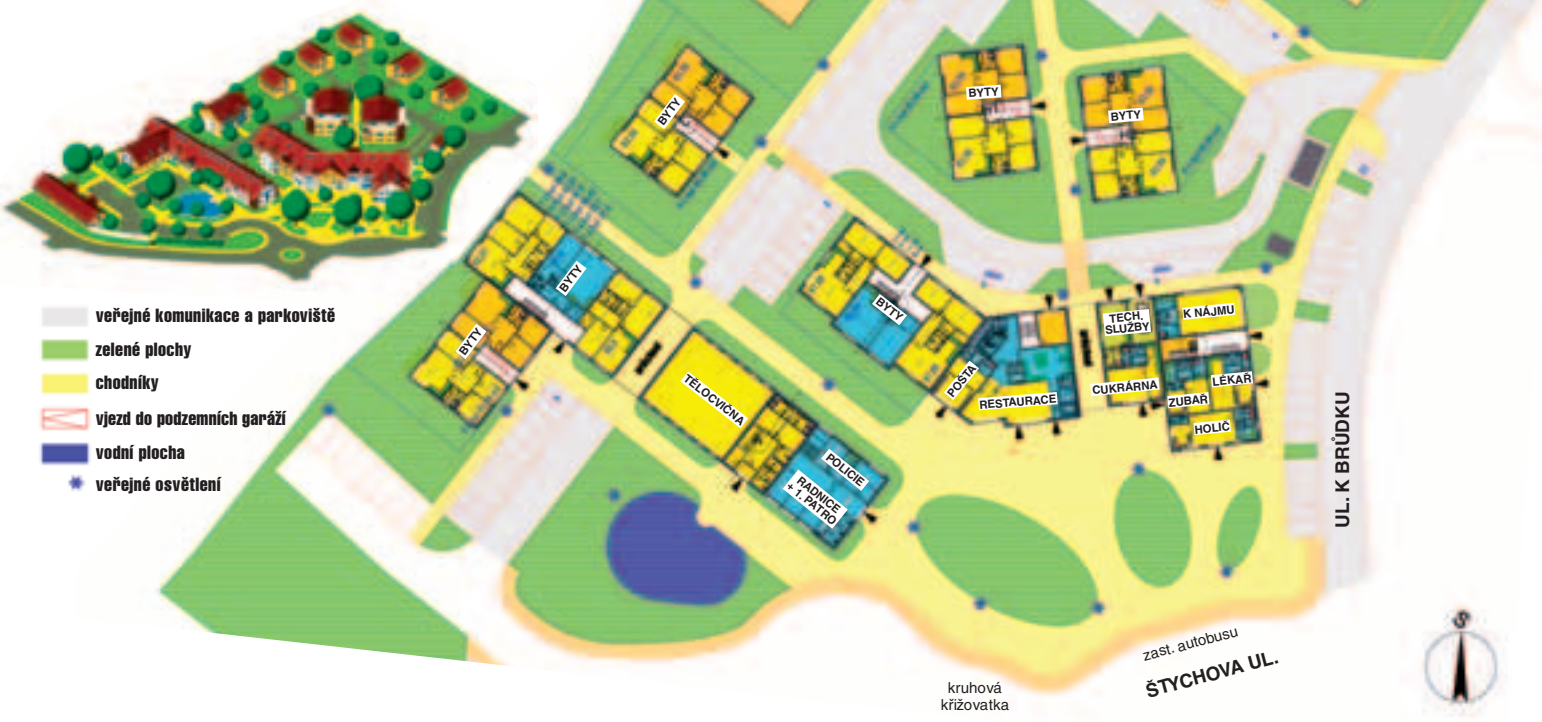 BYTY
BYTY
BYTY
BYTY
BYTY
BYTY
TECH.
SLUŽBY
K NÁJMU
veřejné komunikace a parkoviště
zelené plochy
chodníky
vjezd do podzemních garáží
vodní plocha
veřejné osvětlení
TĚLOCVIČNA
POŠTA
RESTAURACE
CUKRÁRNA
ZUBAŘ
LÉKAŘ
HOLIČ
POLICIE
RADNICE
+ 1. PATRO
UL. K BRŮDKU
zast. autobusu
ŠTYCHOVA UL.
kruhová
křižovatka
S